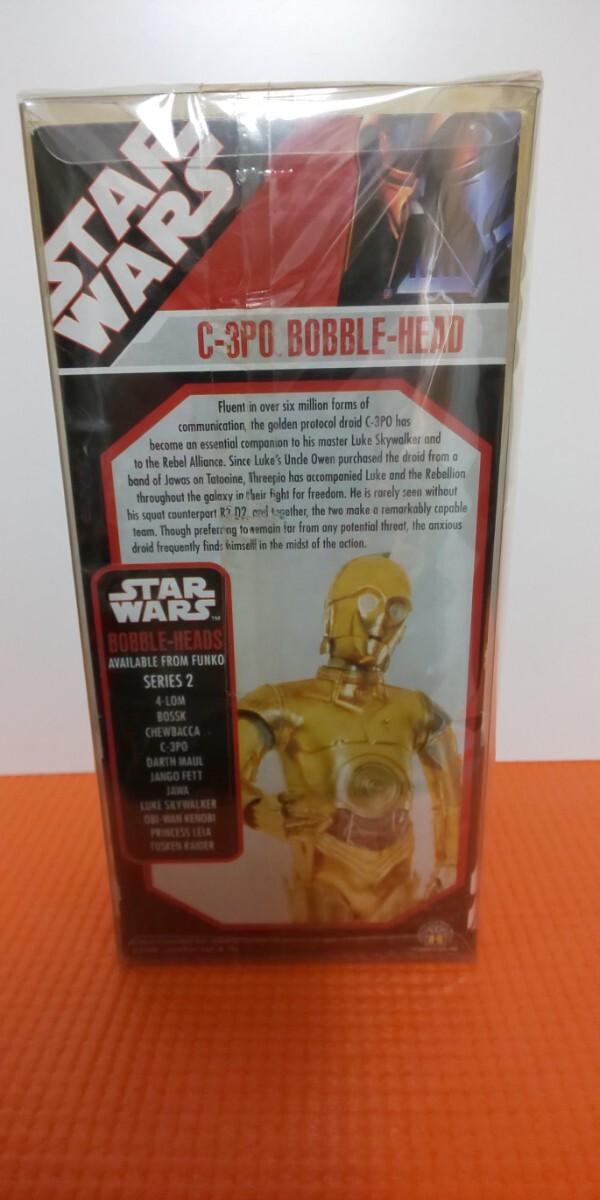 STAR
WARS
C-3PO BOBBLE-HEAD
Fluent in over six million forms of
communication, the golden protocol droid C-3PO has
become an essential companion to his master Luke Skywalker and
to the Rebel Alliance. Since Luke's Uncle Owen purchased the droid from a
band of Jawas on Tatooine, Threepio has accompanied Luke and the Rebellion
throughout the galaxy in their fight for freedom. He is rarely seen without
his squat counterpart R2-D2, and together, the two make a remarkably capable
team. Though preferring to remain far from any potential threat, the anxious
droid frequently finds himself in the midst of the action.
STAR
WARS™
BOBBLE-HEADS
AVAILABLE FROM FUNKO
SERIES 2
4-LOM
BOSSK
CHEWBACCA
C-3PO
DARTH MAUL
JANGO FETT
JAWA
LUKE SKYWALKER
OBI-WAN KENOBI
PRINCESS LEIA
TUSKEN RAIDER